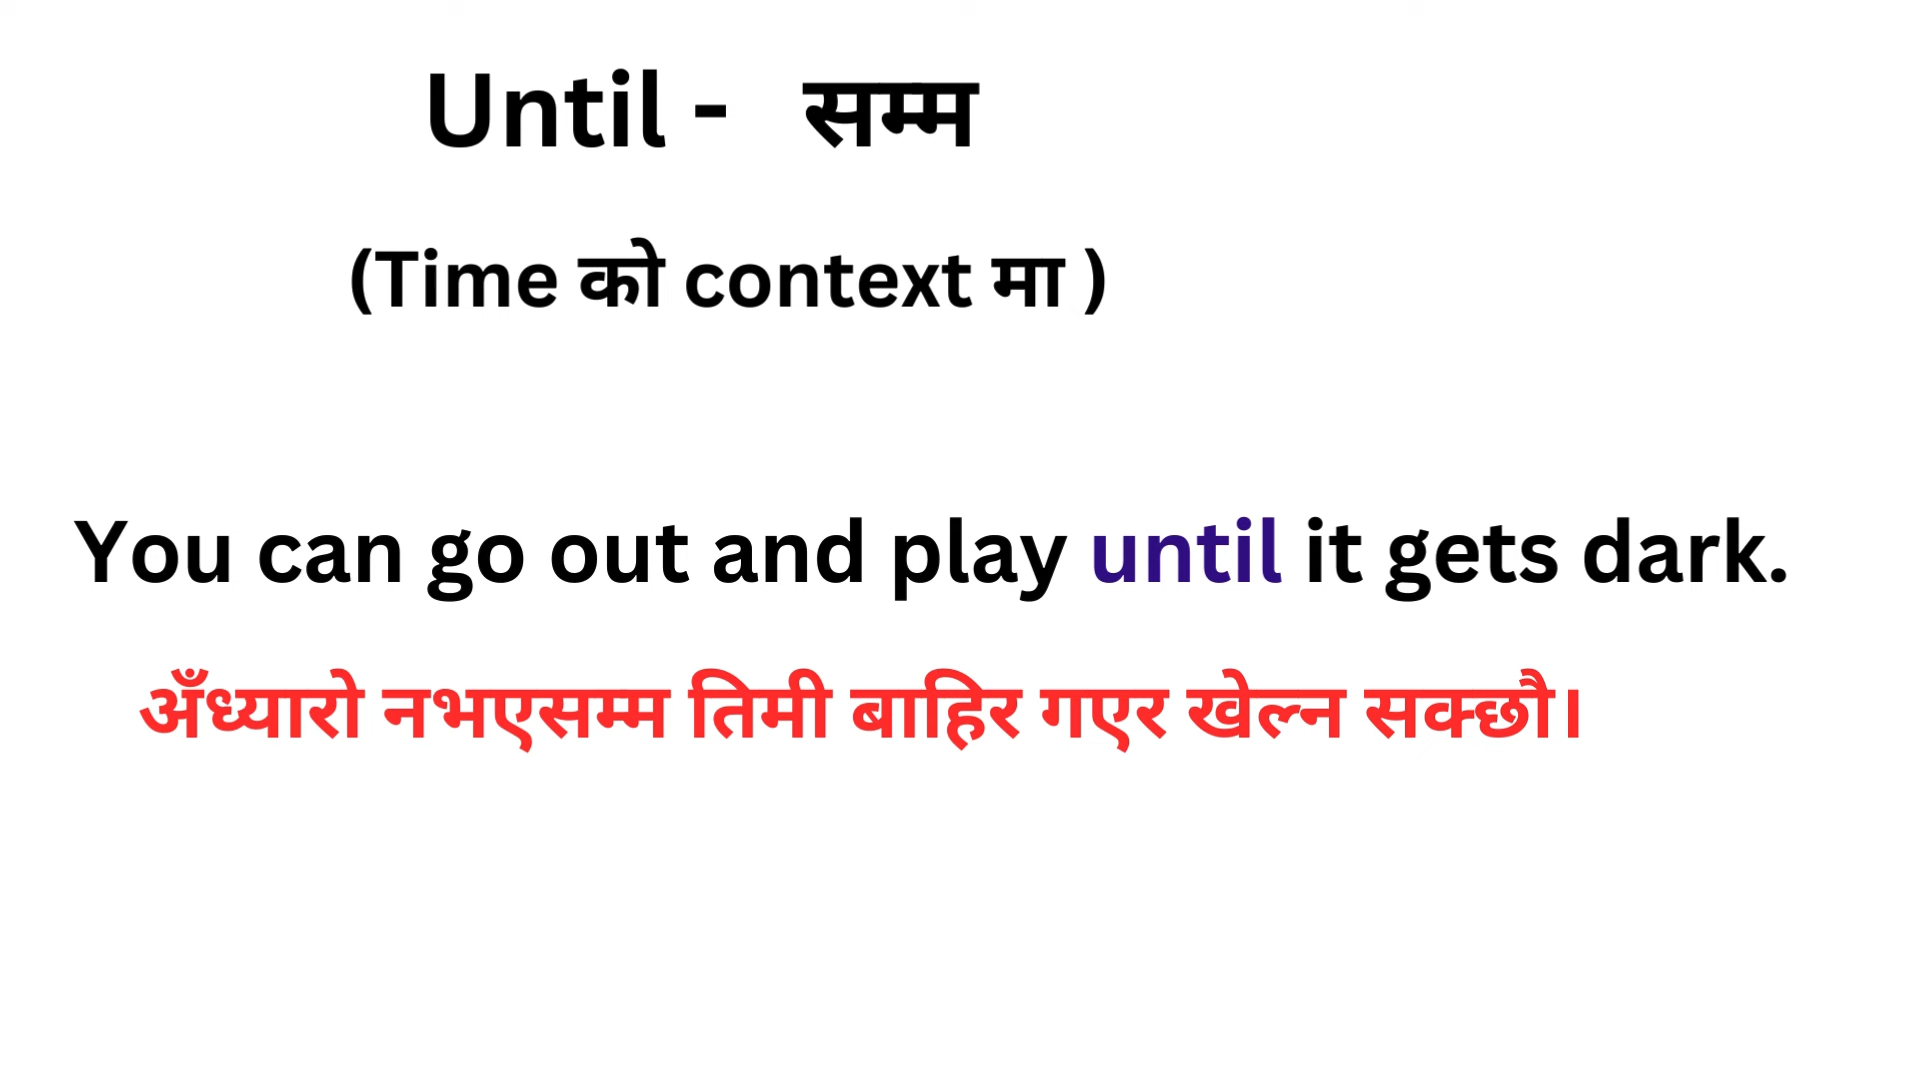 Until - सम्म
(Time को context मा )
You can go out and play until it gets dark.
अँध्यारो नभएसम्म तिमी बाहिर गएर खेल्न सक्छौ।